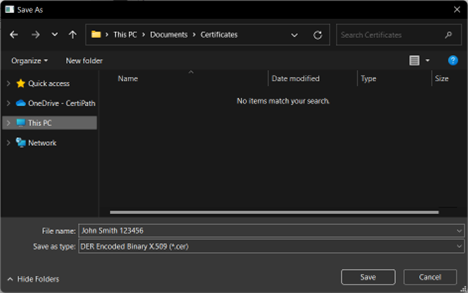 Save As
This PC > Documents > Certificates
Search Certificates
Organize
New folder
Name
Date modified
Type
Size
Quick access
OneDrive - CertiPath
This PC
Network
No items match your search.
File name: John Smith 123456
Save as type: DER Encoded Binary X.509 (*.cer)
Hide Folders
Save
Cancel